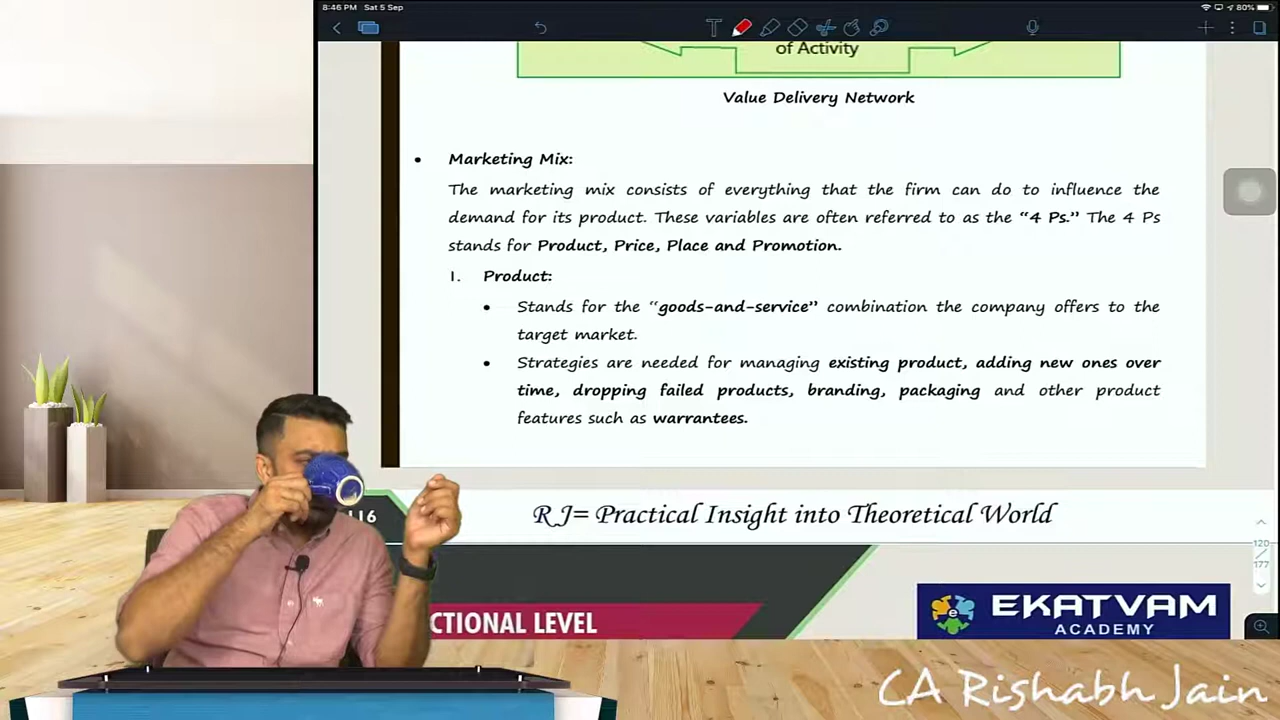 8:46 PM Sat 5 Sep
80%
of Activity
Value Delivery Network
• Marketing Mix:
The marketing mix consists of everything that the firm can do to influence the
demand for its product. These variables are often referred to as the “4 Ps.” The 4 Ps
stands for Product, Price, Place and Promotion.
1. Product:
• Stands for the “goods-and-service” combination the company offers to the
target market.
• Strategies are needed for managing existing product, adding new ones over
time, dropping failed products, branding, packaging and other product
features such as warrantees.
116
R J= Practical Insight into Theoretical World
120
177
CTIONAL LEVEL
e
EKATVAM
ACADEMY
CA Rishabh Jain